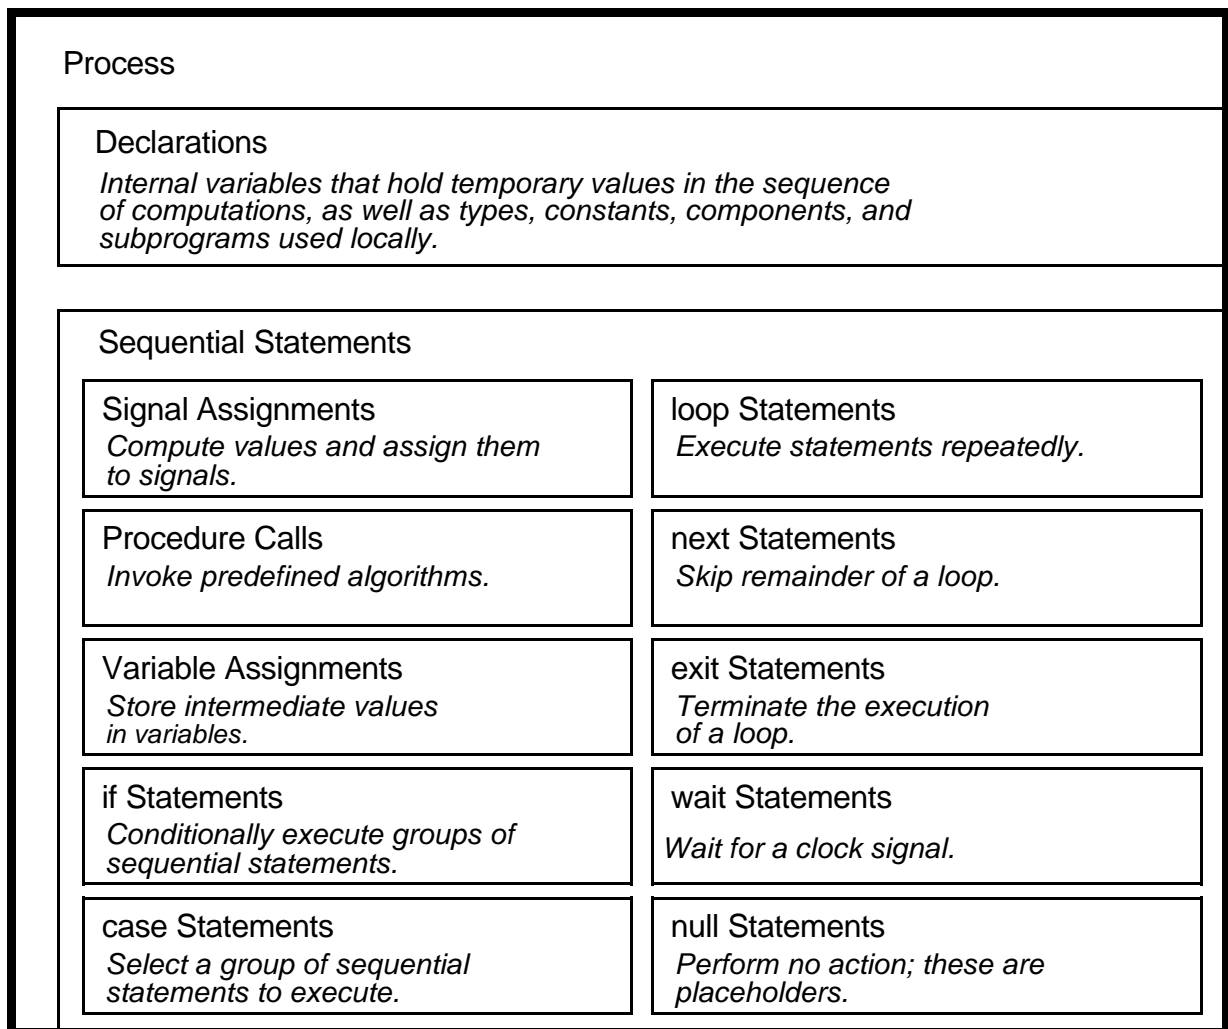 Process
Declarations
Internal variables that hold temporary values in the sequence
of computations, as well as types, constants, components, and
subprograms used locally.
Sequential Statements
Signal Assignments
Compute values and assign them
to signals.
loop Statements
Execute statements repeatedly.
Procedure Calls
Invoke predefined algorithms.
next Statements
Skip remainder of a loop.
Variable Assignments
Store intermediate values
in variables.
exit Statements
Terminate the execution
of a loop.
if Statements
Conditionally execute groups of
sequential statements.
wait Statements
Wait for a clock signal.
case Statements
Select a group of sequential
statements to execute.
null Statements
Perform no action; these are
placeholders.